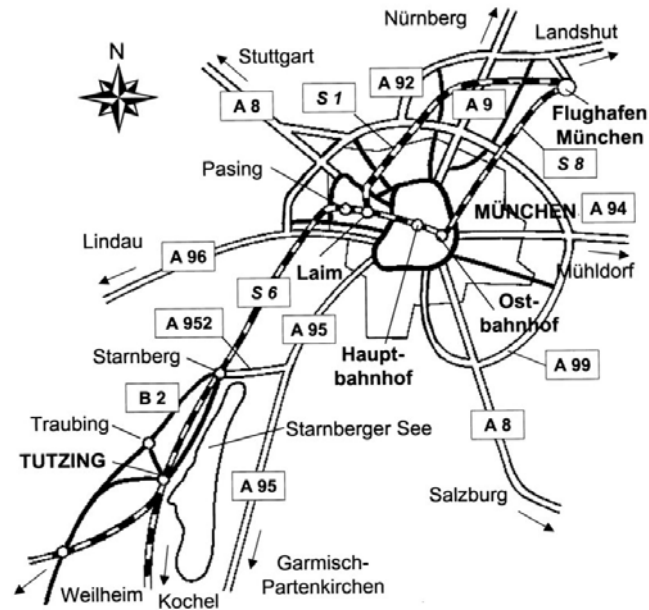 Nürnberg
Landshut
N
Stuttgart
A 92
S 1
A 9
A 8
Flughafen
München
S 8
Pasing
MÜNCHEN
A 94
Lindau
A 96
Laim
Mühldorf
S 6
Ost-
bahnhof
A 952
A 95
Haupt-
bahnhof
A 99
Starnberg
B 2
Traubing
Starnberger See
A 8
TUTZING
A 95
Salzburg
Garmisch-
Partenkirchen
Weilheim
Kochel